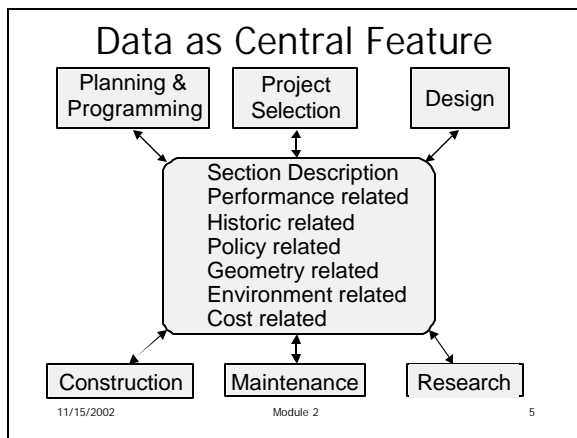 Data as Central Feature
Planning &
Programming
Project
Selection
Design
Section Description
Performance related
Historic related
Policy related
Geometry related
Environment related
Cost related
Construction
Maintenance
Research
11/15/2002
Module 2
5